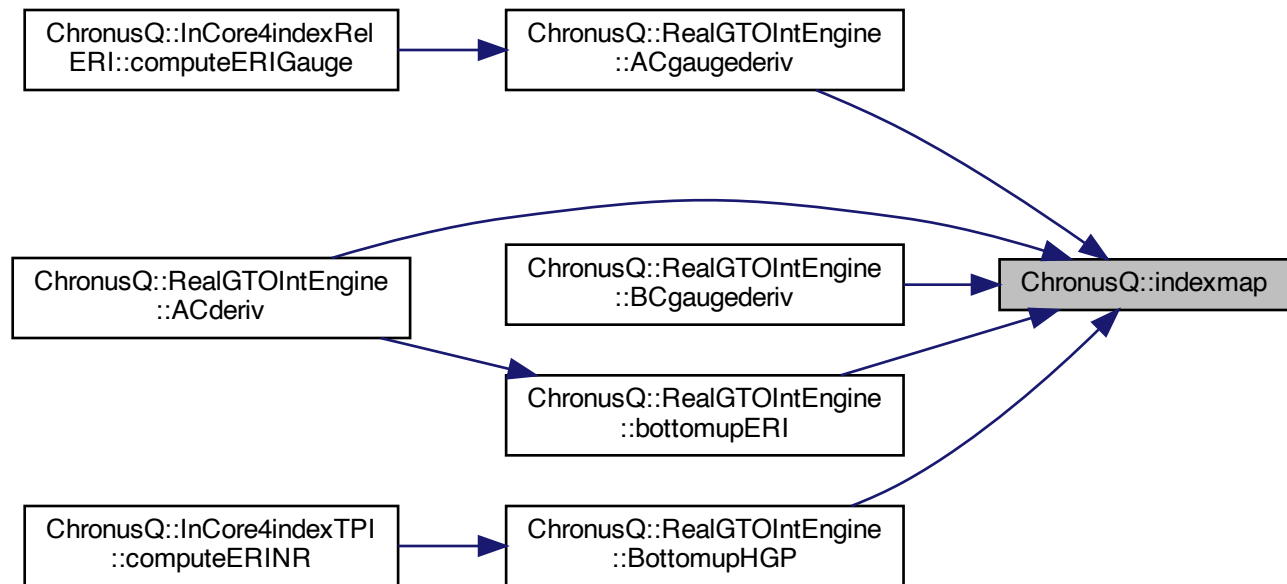 ChronusQ::InCore4indexRel
ERI::computeERIGauge
ChronusQ::RealGTOIntEngine
::ACgaugederiv
ChronusQ::RealGTOIntEngine
::ACderiv
ChronusQ::RealGTOIntEngine
::BCgaugederiv
ChronusQ::indexmap
ChronusQ::RealGTOIntEngine
::bottomupERI
ChronusQ::InCore4indexTPI
::computeERINR
ChronusQ::RealGTOIntEngine
::BottomupHGP